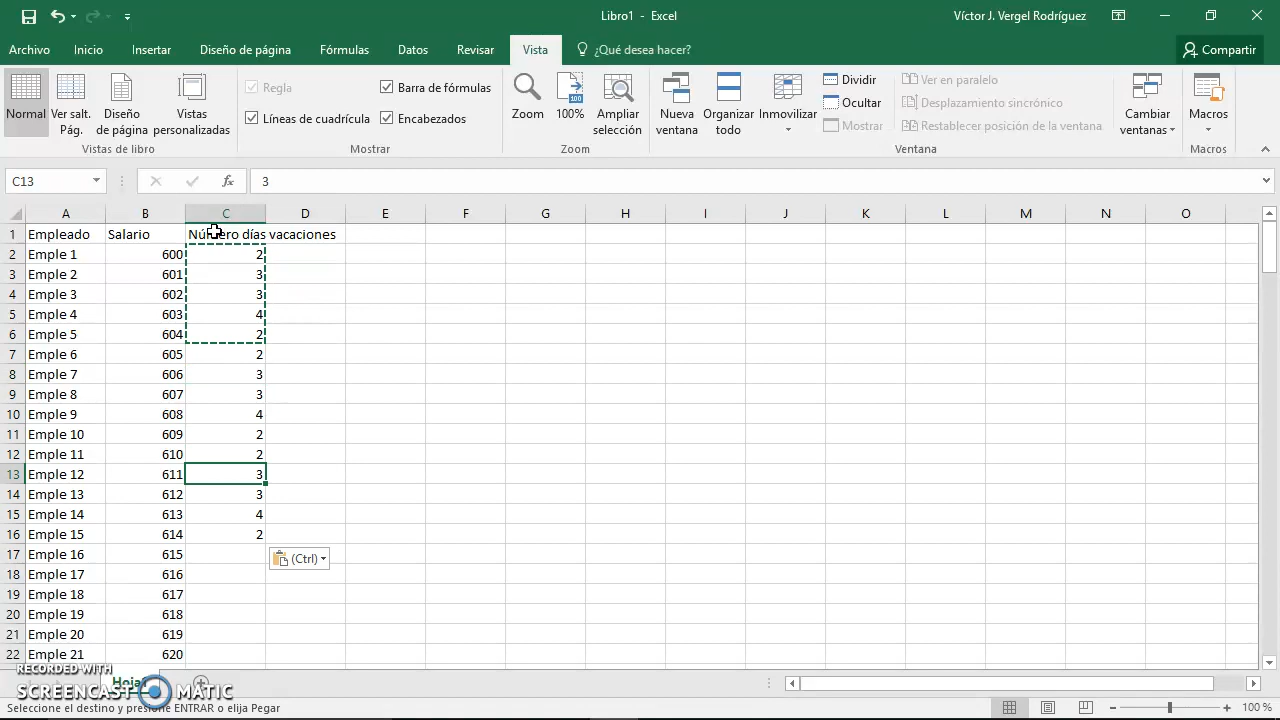 Libro1 - Excel
Víctor J. Vergel Rodríguez
Archivo Inicio Insertar Diseño de página Fórmulas Datos Revisar Vista ¿Qué desea hacer? Compartir
Normal
Ver salt. Pág.
Diseño de página
Vistas personalizadas
Vistas de libro
Regla
Barra de fórmulas
Líneas de cuadrícula
Encabezados
Mostrar
Zoom
100
100%
Ampliar selección
Zoom
Nueva ventana
Organizar todo
Inmovilizar
Dividir
Ocultar
Mostrar
Ver en paralelo
Desplazamiento sincrónico
Restablecer posición de la ventana
Ventana
Cambiar ventanas
Macros
Macros
C13 fx 3
A B C D E F G H I J K L M N O
1 Empleado Salario Número días vacaciones
2 Emple 1 600 2
3 Emple 2 601 3
4 Emple 3 602 3
5 Emple 4 603 4
6 Emple 5 604 2
7 Emple 6 605 2
8 Emple 7 606 3
9 Emple 8 607 3
10 Emple 9 608 4
11 Emple 10 609 2
12 Emple 11 610 2
13 Emple 12 611 3
14 Emple 13 612 3
15 Emple 14 613 4
16 Emple 15 614 2
17 Emple 16 615 (Ctrl)
18 Emple 17 616
19 Emple 18 617
20 Emple 19 618
21 Emple 20 619
22 Emple 21 620
RECORDED WITH
SCREENCAST MATIC
Seleccione el destino y presione ENTRAR o elija Pegar
100 %